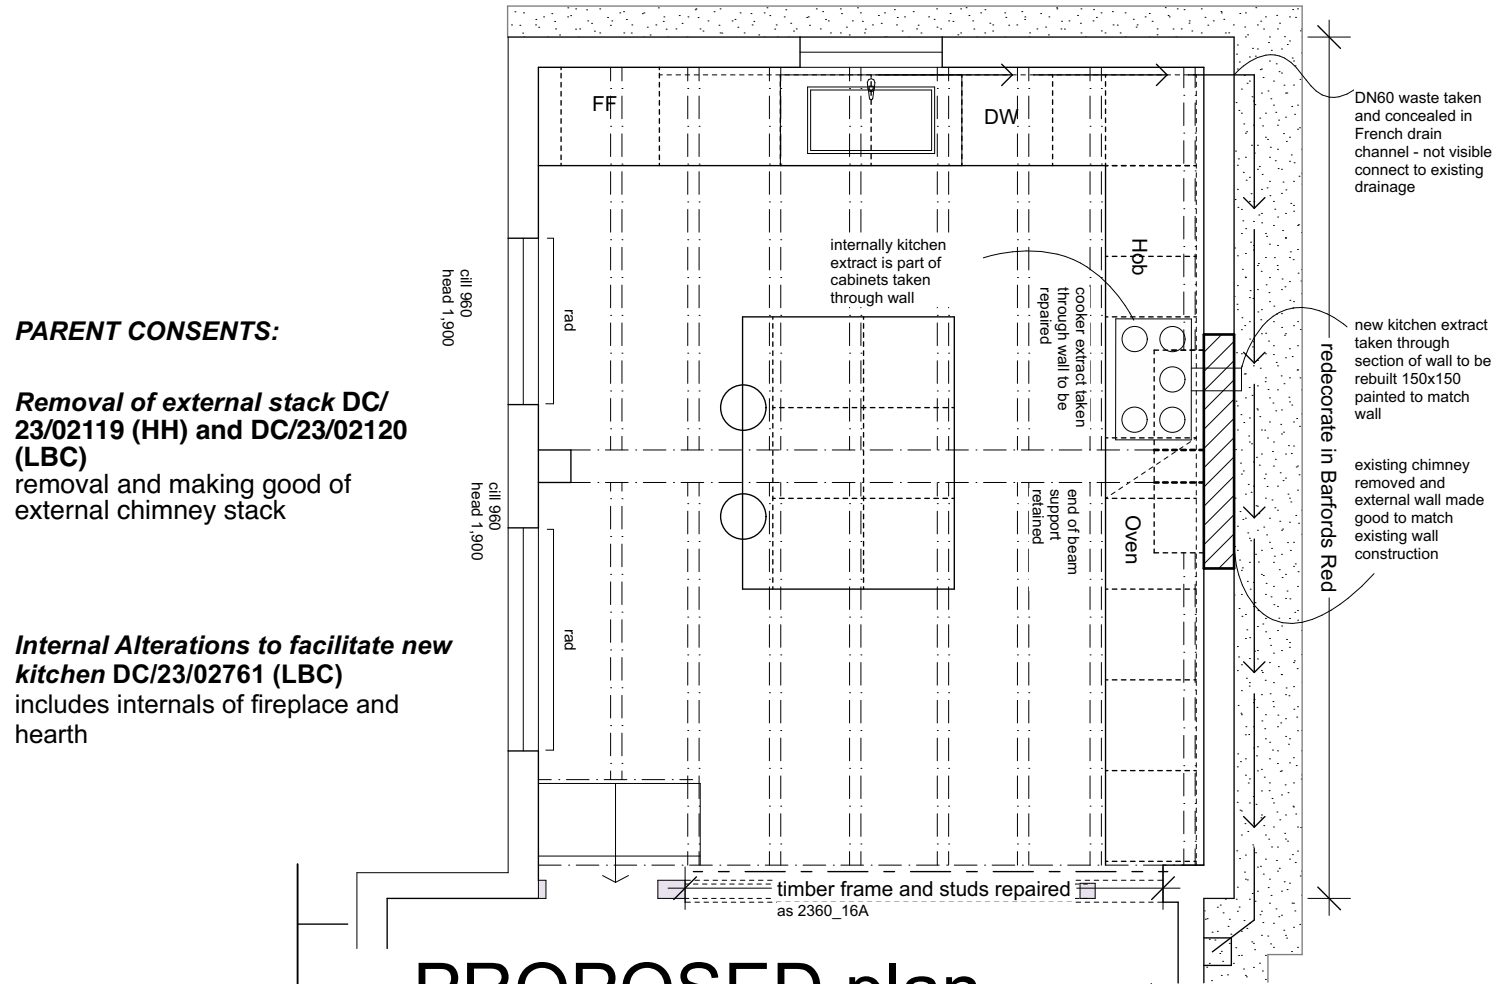 PARENT CONSENTS:
Removal of external stack DC/
23/02119 (HH) and DC/23/02120
(LBC)
removal and making good of
external chimney stack
Internal Alterations to facilitate new
kitchen DC/23/02761 (LBC)
includes internals of fireplace and
hearth
cill 960
head 1,900
cill 960
head 1,900
rad
rad
FF
DW
internally kitchen
extract is part of
cabinets taken
through wall
Hob
cooker extract taken
through wall to be
repaired
end of beam
support
retained
Oven
timber frame and studs repaired
as 2360_16A
redecorate in Barfords Red
DN60 waste taken
and concealed in
French drain
channel - not visible
connect to existing
drainage
new kitchen extract
taken through
section of wall to be
rebuilt 150x150
painted to match
wall
existing chimney
removed and
external wall made
good to match
existing wall
construction
PROPOSED plan